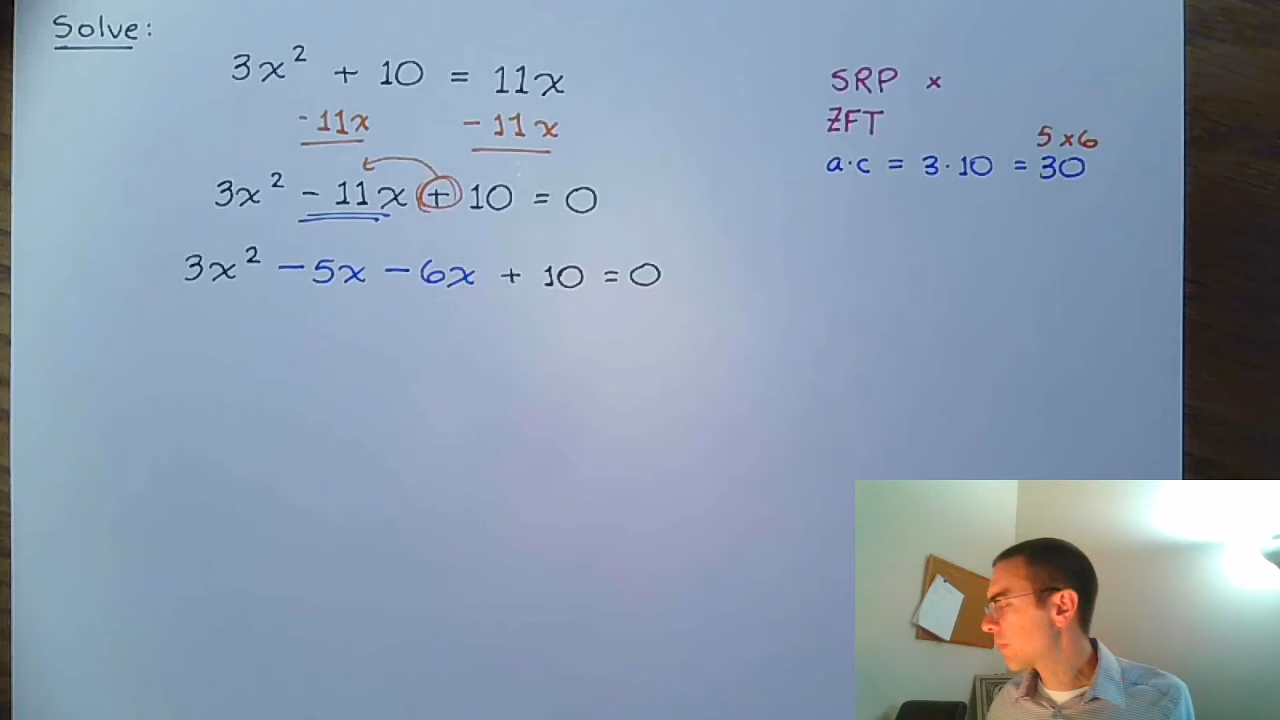 Solve:
3x² + 10 = 11x
- 11x - 11x
3x² - 11x + 10 = 0
3x² - 5x - 6x + 10 = 0
SRP ×
ZFT
5 × 6
a·c = 3·10 = 30